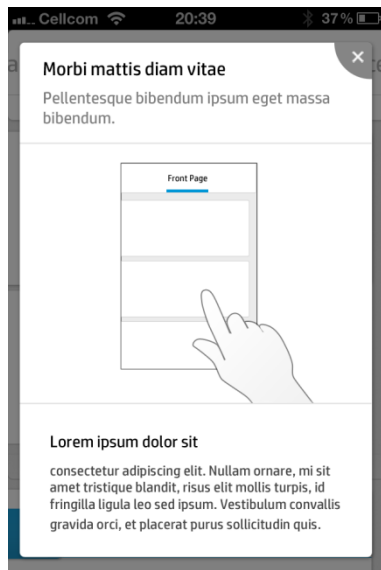 Cellcom 20:39 37%
Morbi mattis diam vitae
Pellentesque bibendum ipsum eget massa
bibendum.
Front Page
Lorem ipsum dolor sit
consectetur adipiscing elit. Nullam ornare, mi sit
amet tristique blandit, risus elit mollis turpis, id
fringilla ligula leo sed ipsum. Vestibulum convallis
gravida orci, et placerat purus sollicitudin quis.